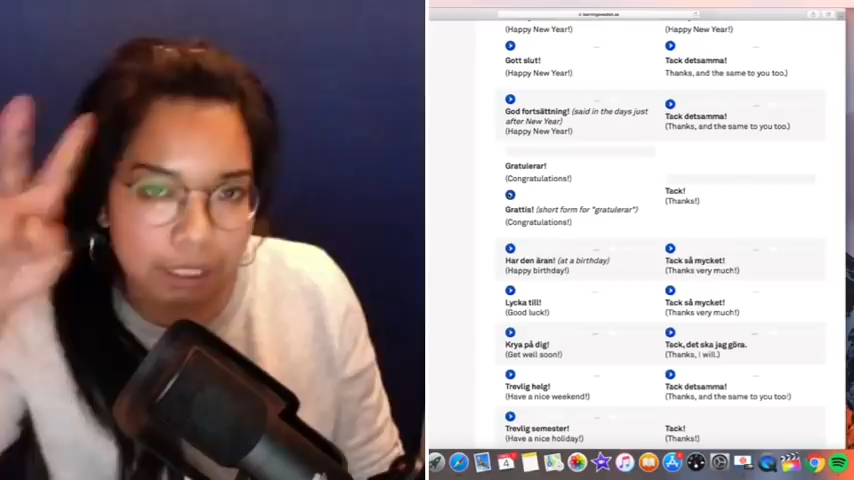 learningswedish.se
(Happy New Year!) (Happy New Year!)
Gott slut! Tack detsamma!
(Happy New Year!) Thanks, and the same to you too.)
God fortsättning! (said in the days just
after New Year) Tack detsamma!
(Happy New Year!) (Thanks, and the same to you too.)
Gratulerar!
(Congratulations!) Tack!
(Thanks!)
Grattis! (short form for "gratulerar")
(Congratulations!)
Har den äran! (at a birthday) Tack så mycket!
(Happy birthday!) (Thanks very much!)
Lycka till! Tack så mycket!
(Good luck!) (Thanks very much!)
Krya på dig! Tack, det ska jag göra.
(Get well soon!) (Thanks, I will.)
Trevlig helg! Tack detsamma!
(Have a nice weekend!) (Thanks, and the same to you too!)
Trevlig semester! Tack!
(Have a nice holiday!) (Thanks!)
4